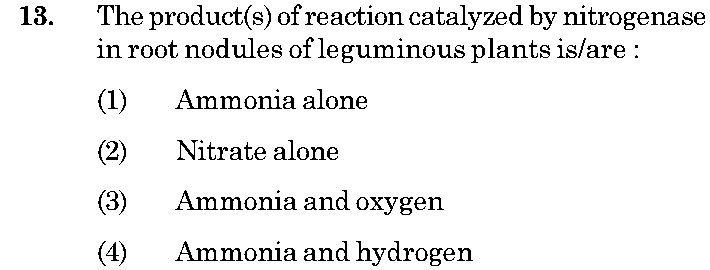 13. The product(s) of reaction catalyzed by nitrogenase
in root nodules of leguminous plants is/are :
(1) Ammonia alone
(2) Nitrate alone
(3) Ammonia and oxygen
(4) Ammonia and hydrogen